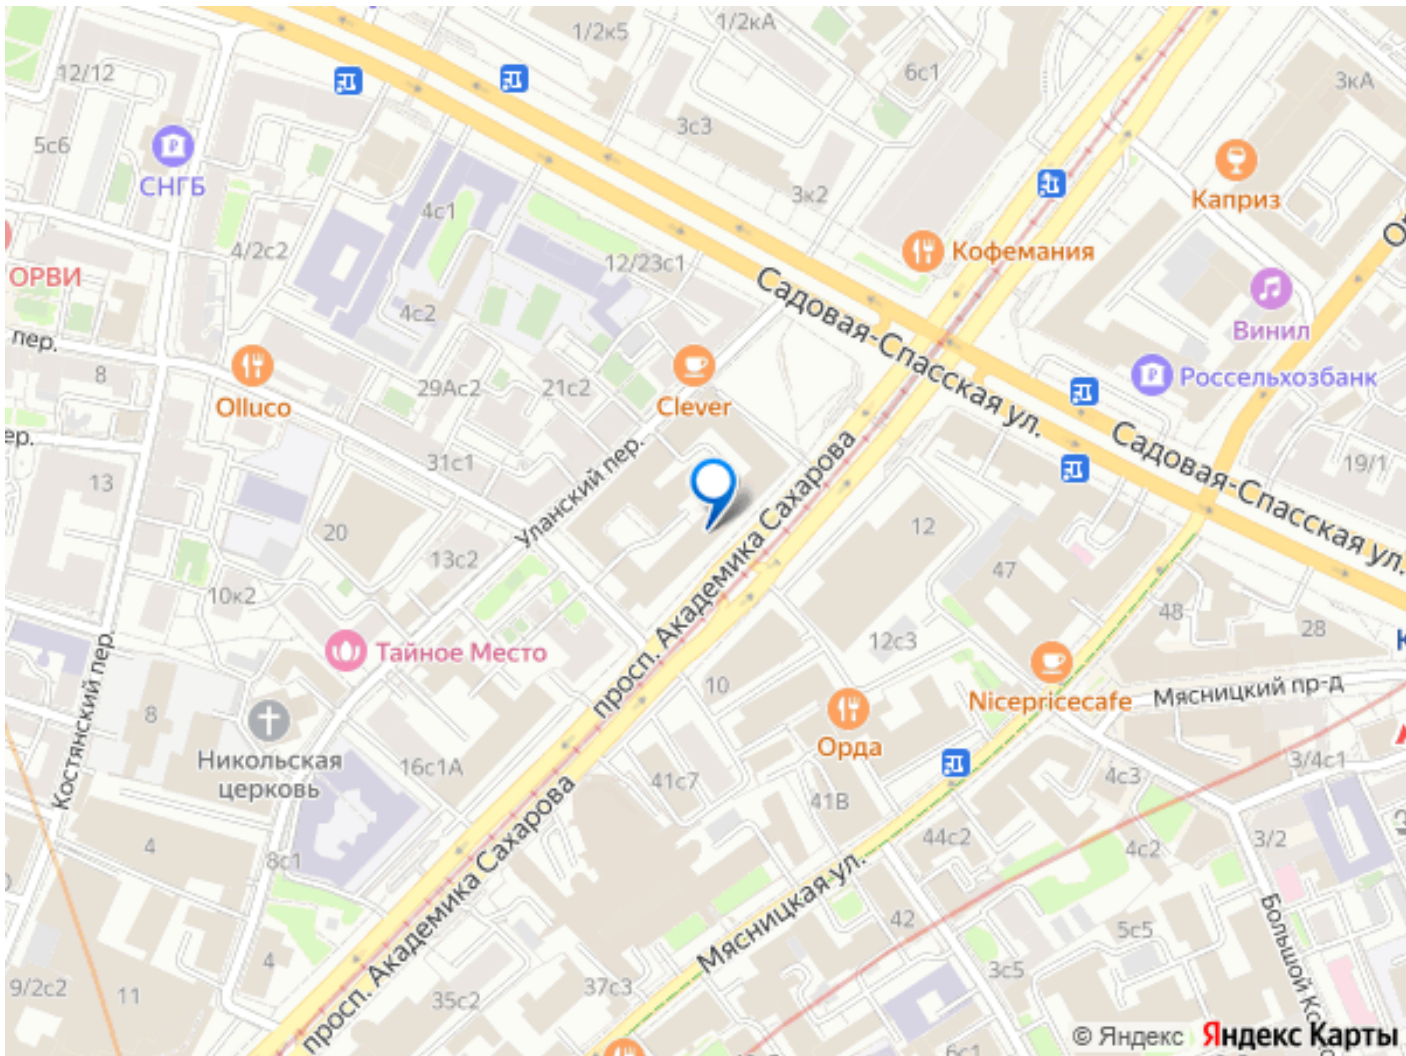 1/2к5
1/2кА
12/12
6с1
3кА
3с3
5с6
СНГБ
3к2
Каприз
4с1
4/2с2
12/23с1
Кофемания
ОРВИ
4с2
Садовая-Спасская ул.
Винил
пер.
8
29Ас2
21с2
Clever
Россельхозбанк
Olluco
31с1
Уланский пер.
просп. Академика Сахарова
Садовая-Спасская ул.
19/1
13
20
13с2
12
47
10к2
48
28
12с3
Тайное Место
10
Nicepricecafe
Мясницкий пр-д
Костянский пер.
8
Никольская
церковь
16с1А
Орда
41с7
41В
4с3
3/4с1
4
8с1
просп. Академика Сахарова
44с2
4с2
3/2
Мясницкая ул.
42
5с5
Большой Кс
4
9/2с2
11
35с2
37с3
3с5
6с1
© Яндекс Яндекс Карты